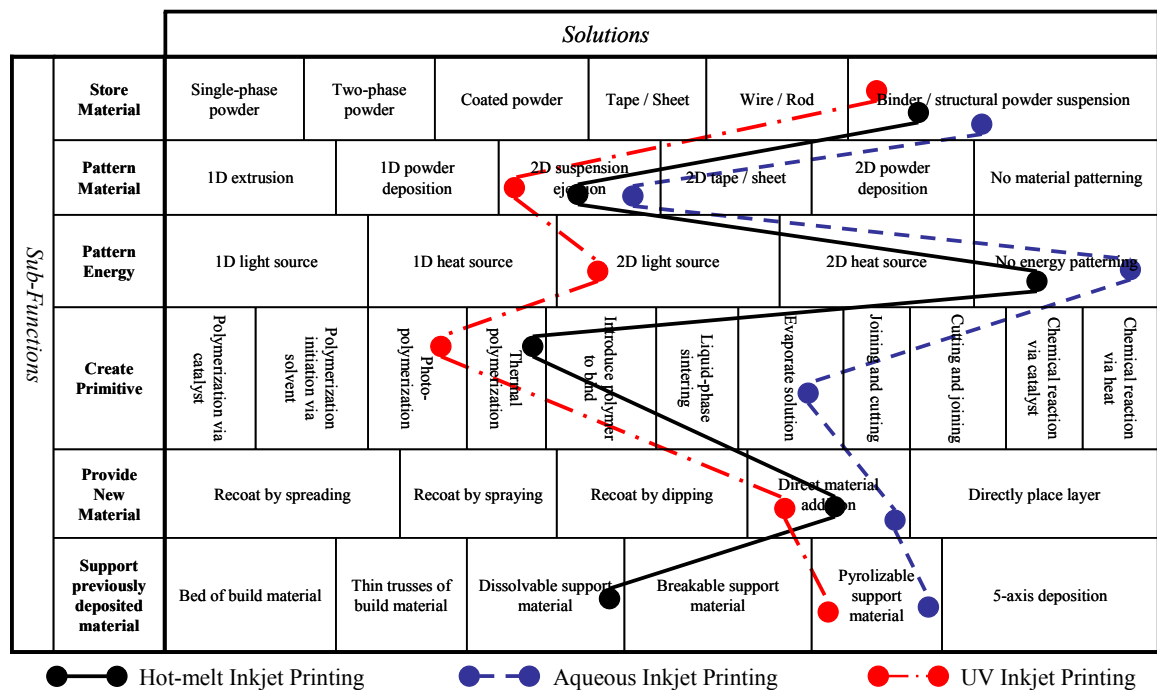 Solutions
Sub-Functions
Store
Material
Single-phase
powder
Two-phase
powder
Coated powder
Tape / Sheet
Wire / Rod
Binder / structural powder suspension
Pattern
Material
1D extrusion
1D powder
deposition
2D suspension
ejection
2D tape / sheet
2D powder
deposition
No material patterning
Pattern
Energy
1D light source
1D heat source
2D light source
2D heat source
No energy patterning
Create
Primitive
Polymerization via
catalyst
Polymerization
initiation via
solvent
Photo-
polymerization
Thermal
polymerization
Introduce polymer
to bind
Liquid-phase
sintering
Evaporate solution
Joining and cutting
Cutting and joining
Chemical reaction
via catalyst
Chemical reaction
via heat
Provide
New
Material
Recoat by spreading
Recoat by spraying
Recoat by dipping
Direct material
addition
Directly place layer
Support
previously
deposited
material
Bed of build material
Thin trusses of
build material
Dissolvable support
material
Breakable support
material
Pyrolizable
support
material
5-axis deposition
Hot-melt Inkjet Printing
Aqueous Inkjet Printing
UV Inkjet Printing